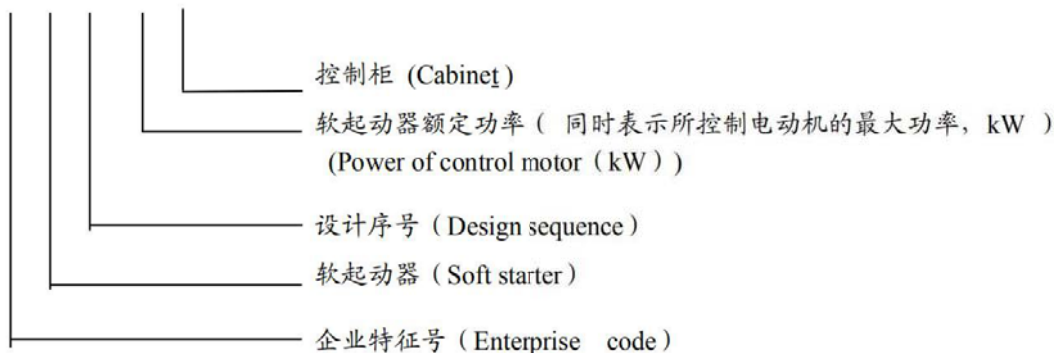 控制柜 (Cabinet)
软起动器额定功率( 同时表示所控制电动机的最大功率, kW )
(Power of control motor(kW))
设计序号(Design sequence)
软起动器(Soft starter)
企业特征号(Enterprise code)